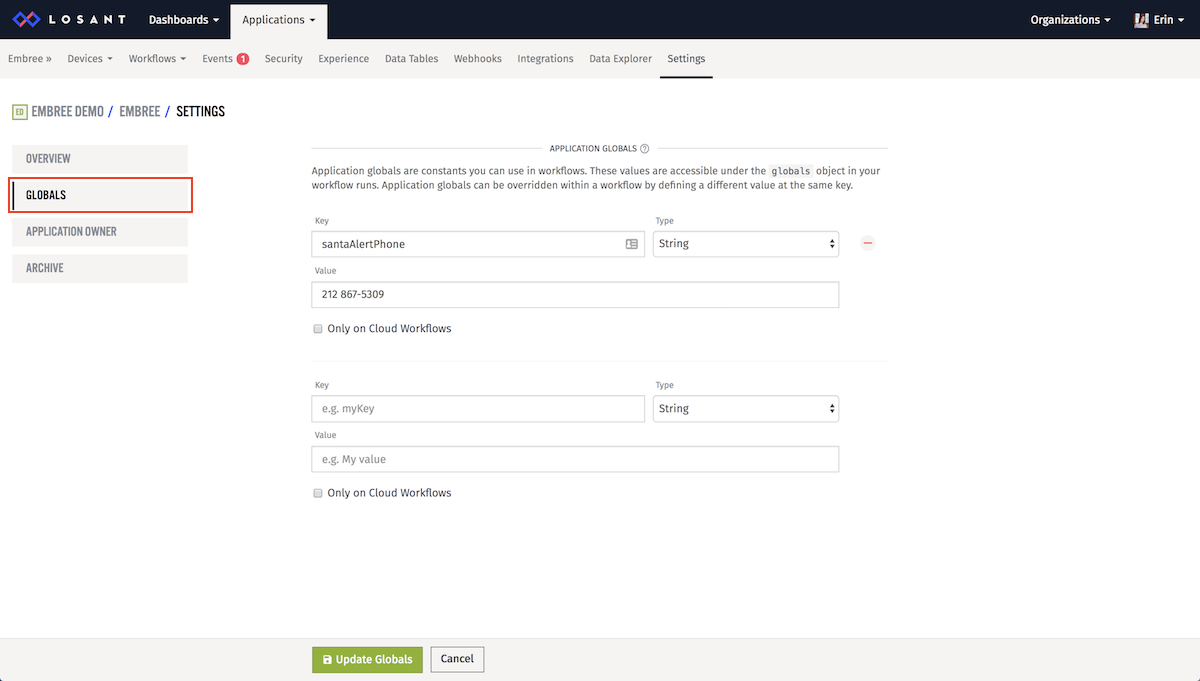 LOSANT Dashboards Applications Organizations Erin
Embree » Devices Workflows Events 1 Security Experience Data Tables Webhooks Integrations Data Explorer Settings
ED EMBREE DEMO / EMBREE / SETTINGS
OVERVIEW
GLOBALS
APPLICATION OWNER
ARCHIVE
APPLICATION GLOBALS ?
Application globals are constants you can use in workflows. These values are accessible under the globals object in your
workflow runs. Application globals can be overridden within a workflow by defining a different value at the same key.
Key Type
santaAlertPhone String
Value
212 867-5309
Only on Cloud Workflows
Key Type
e.g. myKey String
Value
e.g. My value
Only on Cloud Workflows
Update Globals Cancel